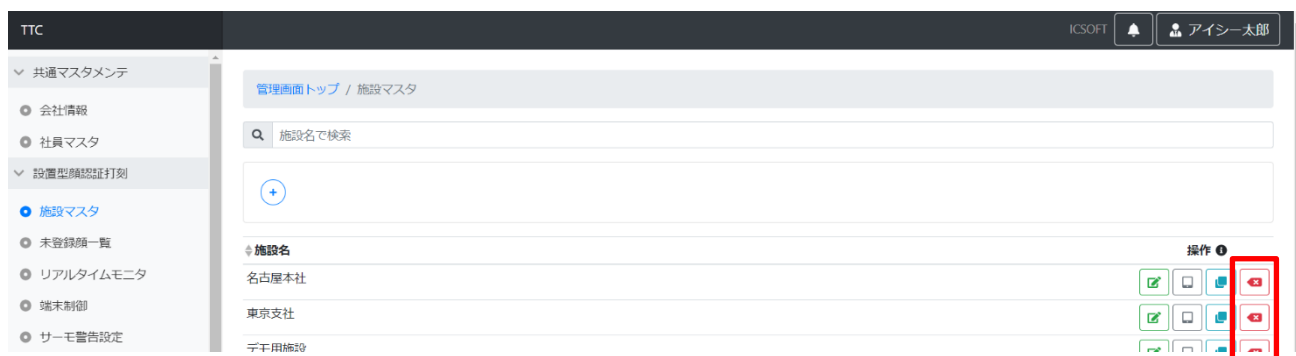 TTC
ICSOFT アイシー太郎
共通マスタメンテ
会社情報
社員マスタ
設置型顔認証打刻
施設マスタ
未登録顔一覧
リアルタイムモニタ
端末制御
サーモ警告設定
管理画面トップ / 施設マスタ
施設名で検索
施設名 操作
名古屋本社
東京支社
デモ用施設